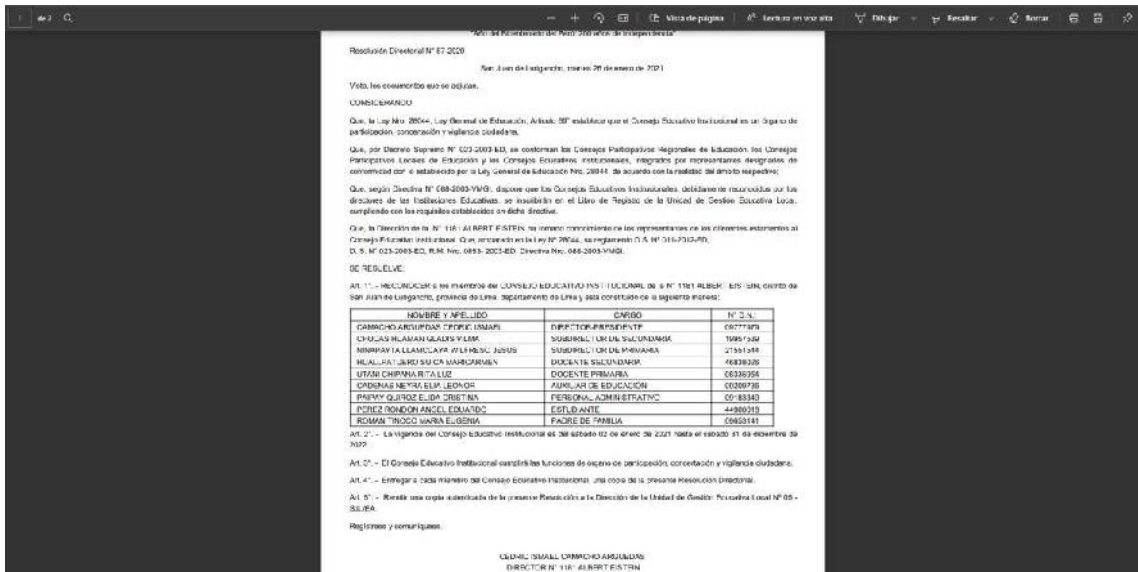 1 de 2
Vista de página
Lectura en voz alta
Dibujar
Resaltar
Borrar
"Año del Bicentenario del Perú: 200 años de Independencia"
Resolución Directoral N° 67-2020
San Juan de Lurigancho, martes 26 de enero de 2021
Visto, los documentos que se adjuntan.
CONSIDERANDO
Que, la Ley Nro. 28044, Ley General de Educación, Artículo 69° establece que el Consejo Educativo Institucional es un órgano de
participación, concertación y vigilancia ciudadana,
Que, por Decreto Supremo N° 023-2003-ED, se conforman los Consejos Participativos Regionales de Educación, los Consejos
Participativos Locales de Educación y los Consejos Educativos Institucionales, integrados por representantes designados de
conformidad con lo establecido por la Ley General de Educación Nro. 28044, de acuerdo con la realidad del ámbito respectivo;
Que, según Directiva N° 088-2003-VMGI, dispone que los Consejos Educativos Institucionales, debidamente reconocidos por los
directores de las Instituciones Educativas, se inscribirán en el Libro de Registro de la Unidad de Gestión Educativa Local,
cumpliendo con los requisitos establecidos en dicha directiva.
Que, la Dirección de la N° 1181 ALBERT EISTEIN ha tomado conocimiento de los representantes de los diferentes estamentos al
Consejo Educativo Institucional. Que, amparado en la Ley N° 28044, su reglamento D.S. N° 011-2012-ED,
D. S. N° 023-2003-ED, R.M. Nro. 2003-ED, Directiva Nro. 088-2003-VMGI.
SE RESUELVE:
Art. 1°. - RECONOCER a los miembros del CONSEJO EDUCATIVO INSTITUCIONAL de la N° 1181 ALBERT EISTEIN, distrito de
San Juan de Lurigancho, provincia de Lima, departamento de Lima y está constituido de la siguiente manera:
NOMBRE Y APELLIDO CARGO N° D.N.I.
CAMACHO ARGUEDAS CEDRIC ISMAEL DIRECTOR-PRESIDENTE
CHOCAS HUAMAN GLADIS VILMA SUBDIRECTOR DE SECUNDARIA
WILFREDO JESUS SUBDIRECTOR DE PRIMARIA 21551544
MARICARMEN DOCENTE SECUNDARIA
UTANI CHIPANA RITA LUZ DOCENTE PRIMARIA
CADENAS NEYRA ELIA LEONOR AUXILIAR DE EDUCACIÓN 09209736
PAIPAY QUIROZ ELIDA CRISTINA PERSONAL ADMINISTRATIVO
PEREZ RONDON ANGEL EDUARDO ESTUDIANTE
ROMAN TINOCO MARIA EUGENIA PADRE DE FAMILIA
Art. 2°. - La vigencia del Consejo Educativo Institucional es del sábado 02 de enero de 2021 hasta el sábado 31 de diciembre de
2022.
Art. 3°. - El Consejo Educativo Institucional cumplirá las funciones de órgano de participación, concertación y vigilancia ciudadana.
Art. 4°. - Entregar a cada miembro del Consejo Educativo Institucional, una copia de la presente Resolución Directoral.
Art. 5°. - Remitir una copia autenticada de la presente Resolución a la Dirección de la Unidad de Gestión Educativa Local N° 05 -
SJL/EA.
Regístrese y comuníquese.
CEDRIC ISMAEL CAMACHO ARGUEDAS
DIRECTOR N° 1181 ALBERT EISTEIN